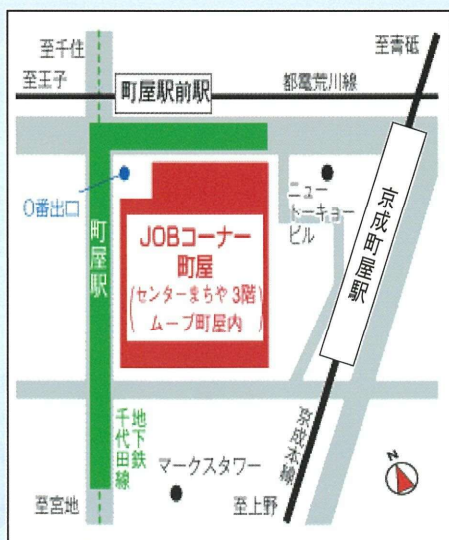 至千住
至青砥
至王子
町屋駅前駅
都電荒川線
0番出口
町屋駅
JOBコーナー
町屋
(センターまちや 3階
ムーブ町屋内)
ニュー
トーキョー
ビル
京成町屋駅
地下鉄
千代田線
マークスタワー
京成本線
至宮地
至上野
N